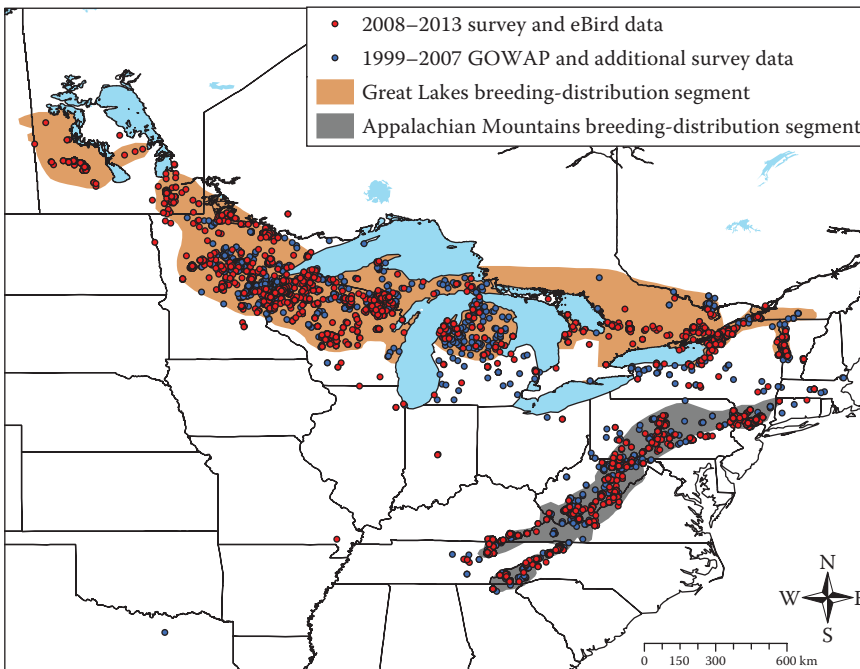 2008–2013 survey and eBird data
1999–2007 GOWAP and additional survey data
Great Lakes breeding-distribution segment
Appalachian Mountains breeding-distribution segment
N
W E
S
0 150 300 600 km